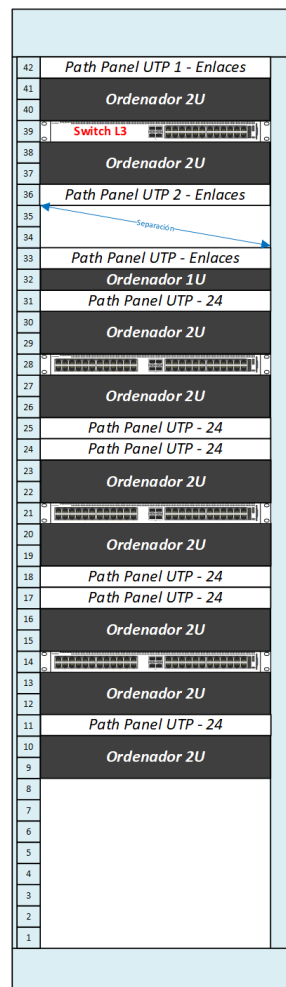 42 Path Panel UTP 1 - Enlaces
41
Ordenador 2U
40
39 Switch L3
38
Ordenador 2U
37
36 Path Panel UTP 2 - Enlaces
35
Separación
34
33 Path Panel UTP - Enlaces
32 Ordenador 1U
31 Path Panel UTP - 24
30
Ordenador 2U
29
28
27
Ordenador 2U
26
25 Path Panel UTP - 24
24 Path Panel UTP - 24
23
Ordenador 2U
22
21
20
Ordenador 2U
19
18 Path Panel UTP - 24
17 Path Panel UTP - 24
16
Ordenador 2U
15
14
13
Ordenador 2U
12
11 Path Panel UTP - 24
10
Ordenador 2U
9
8
7
6
5
4
3
2
1